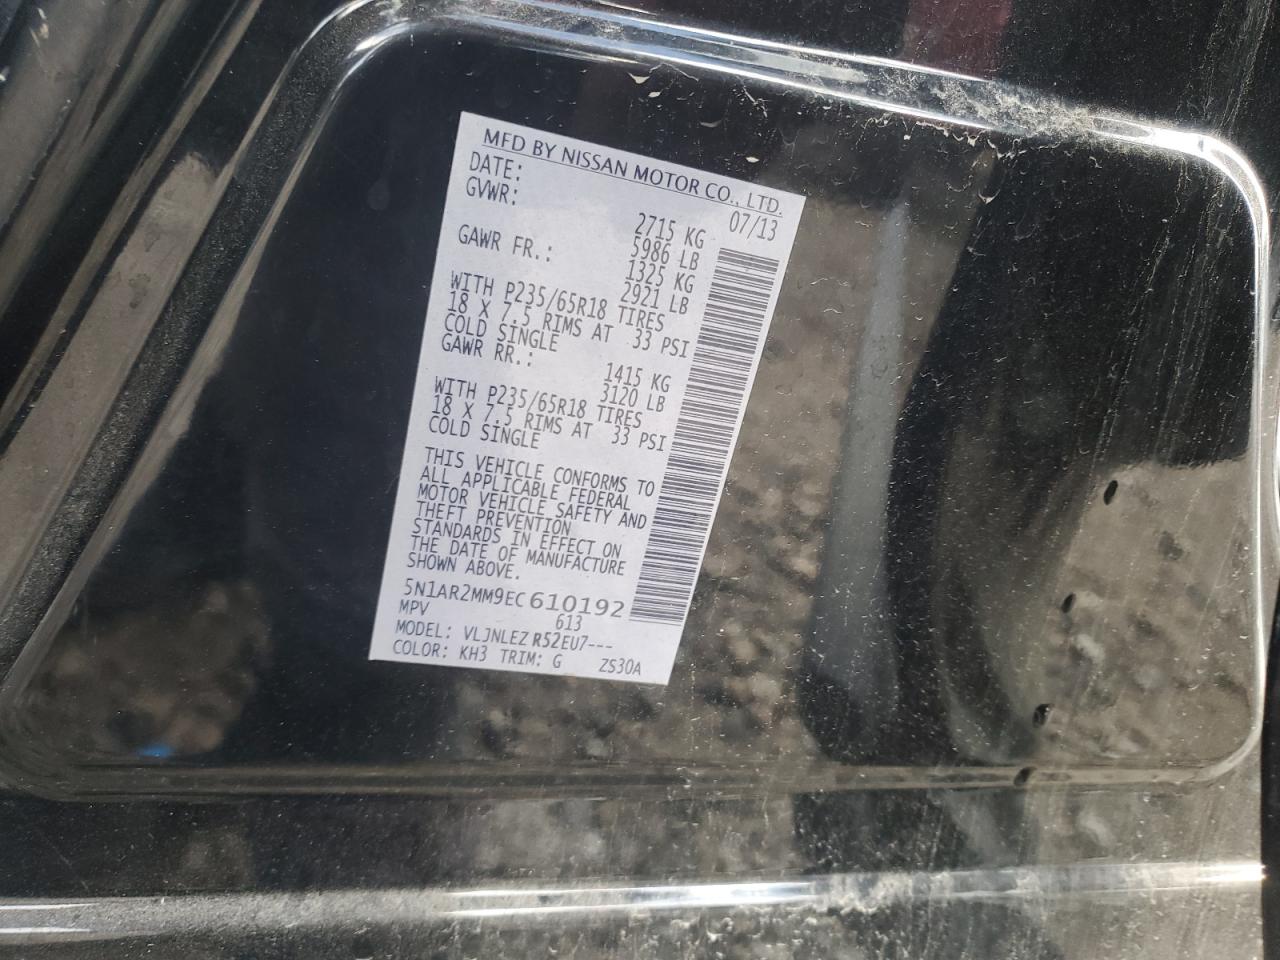 MFD BY NISSAN MOTOR CO., LTD.
DATE: 07/13
GVWR: 2715 KG
5986 LB
GAWR FR.: 1325 KG
2921 LB
WITH P235/65R18 TIRES
18 X 7.5 RIMS AT 33 PSI
COLD SINGLE
GAWR RR.: 1415 KG
3120 LB
WITH P235/65R18 TIRES
18 X 7.5 RIMS AT 33 PSI
COLD SINGLE
THIS VEHICLE CONFORMS TO
ALL APPLICABLE FEDERAL
MOTOR VEHICLE SAFETY AND
THEFT PREVENTION
STANDARDS IN EFFECT ON
THE DATE OF MANUFACTURE
SHOWN ABOVE.
5N1AR2MM9EC610192
MPV 613
MODEL: VLJNLEZ R52EU7---
COLOR: KH3 TRIM: G ZS30A